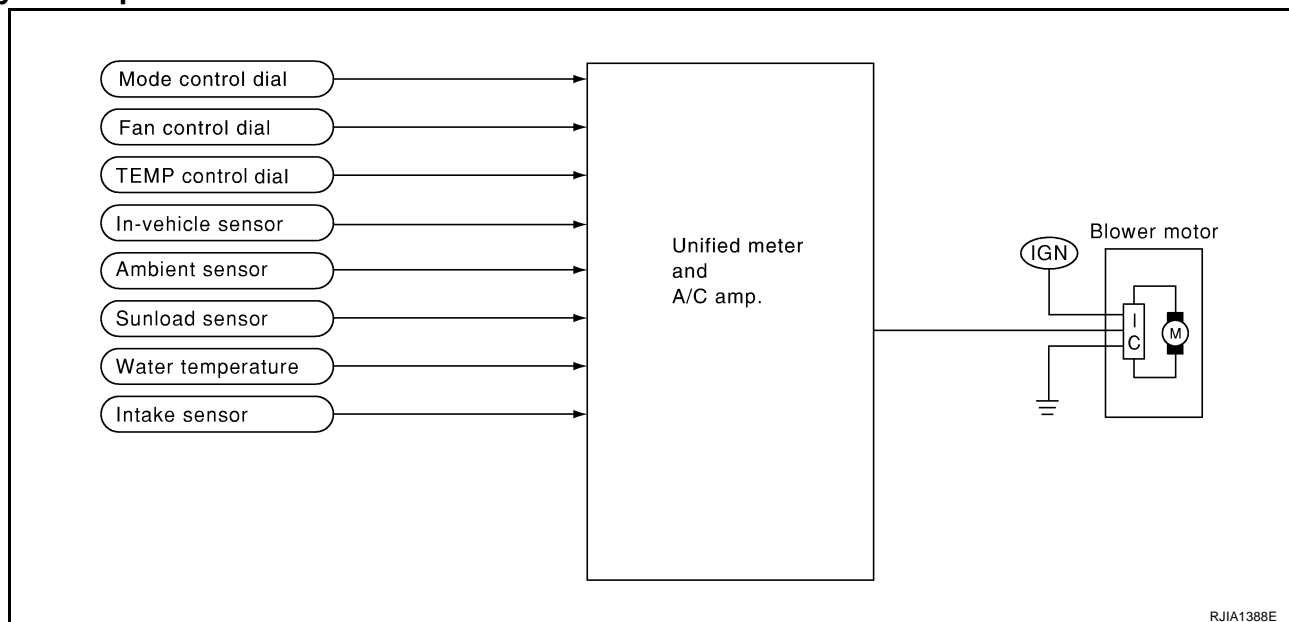 Mode control dial
Fan control dial
TEMP control dial
In-vehicle sensor
Ambient sensor
Sunload sensor
Water temperature
Intake sensor
Unified meter
and
A/C amp.
IGN
Blower motor
I
C
M
RJIA1388E